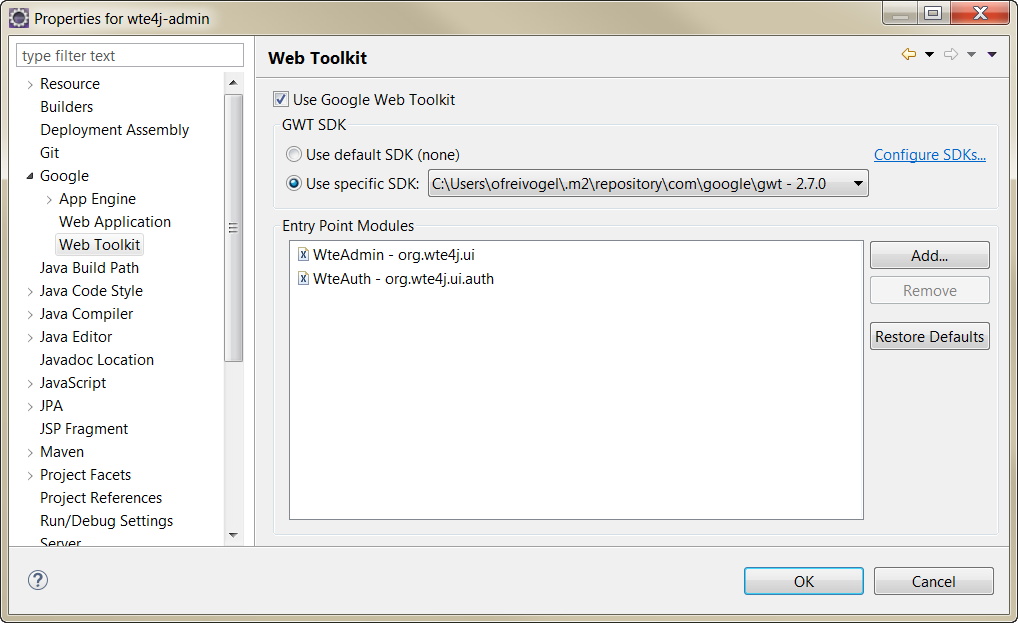 Properties for wte4j-admin
type filter text
Resource
Builders
Deployment Assembly
Git
Google
App Engine
Web Application
Web Toolkit
Java Build Path
Java Code Style
Java Compiler
Java Editor
Javadoc Location
JavaScript
JPA
JSP Fragment
Maven
Project Facets
Project References
Run/Debug Settings
Server
Web Toolkit
Use Google Web Toolkit
GWT SDK
Use default SDK (none)
Configure SDKs...
Use specific SDK: C:\Users\ofreivogel\.m2\repository\com\google\gwt - 2.7.0
Entry Point Modules
WteAdmin - org.wte4j.ui
WteAuth - org.wte4j.ui.auth
Add...
Remove
Restore Defaults
?
OK
Cancel